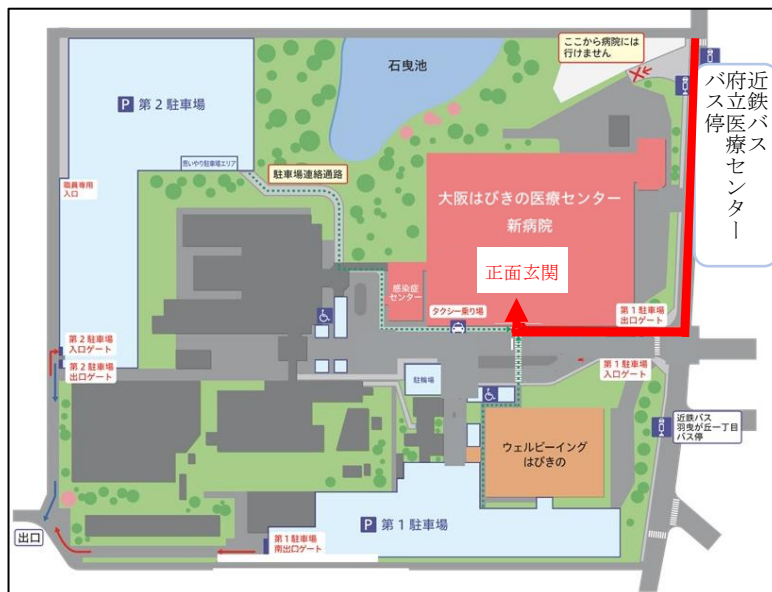 石曳池
ここから病院には
行けません
近鉄バス
府立医療センター
バス停
P 第2駐車場
思いやり駐車場エリア
職員専用
入口
駐車場連絡通路
大阪はびきの医療センター
新病院
正面玄関
感染症
センター
タクシー乗り場
第1駐車場
出口ゲート
第2駐車場
入口ゲート
第2駐車場
出口ゲート
第1駐車場
入口ゲート
駐輪場
近鉄バス
羽曳が丘一丁目
バス停
ウェルビーイング
はびきの
P 第1駐車場
出口
第1駐車場
南出口ゲート